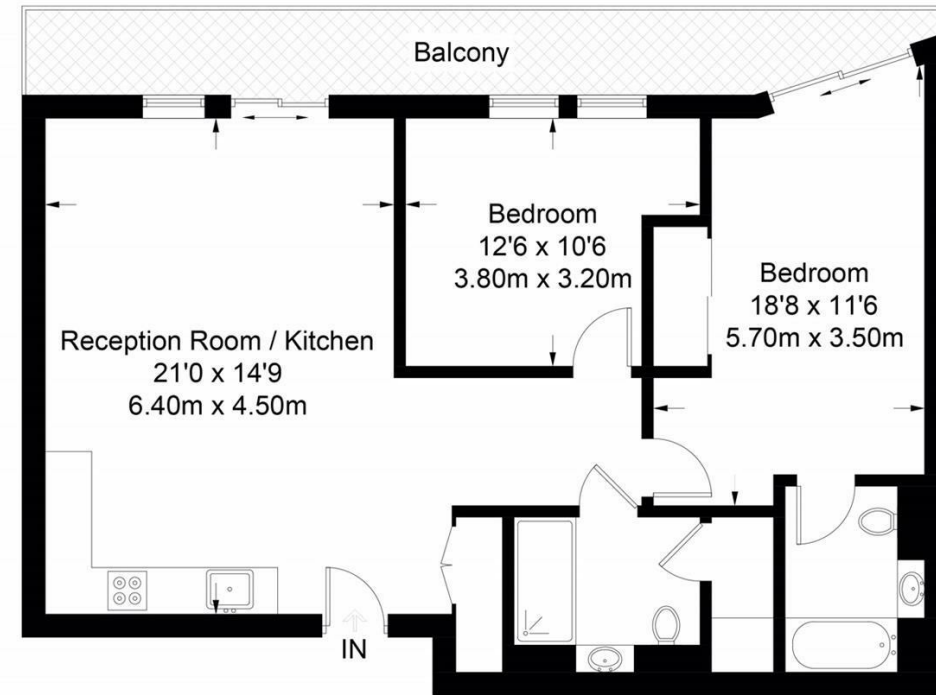 Balcony
Bedroom
12'6 x 10'6
3.80m x 3.20m
Bedroom
18'8 x 11'6
5.70m x 3.50m
Reception Room / Kitchen
21'0 x 14'9
6.40m x 4.50m
IN